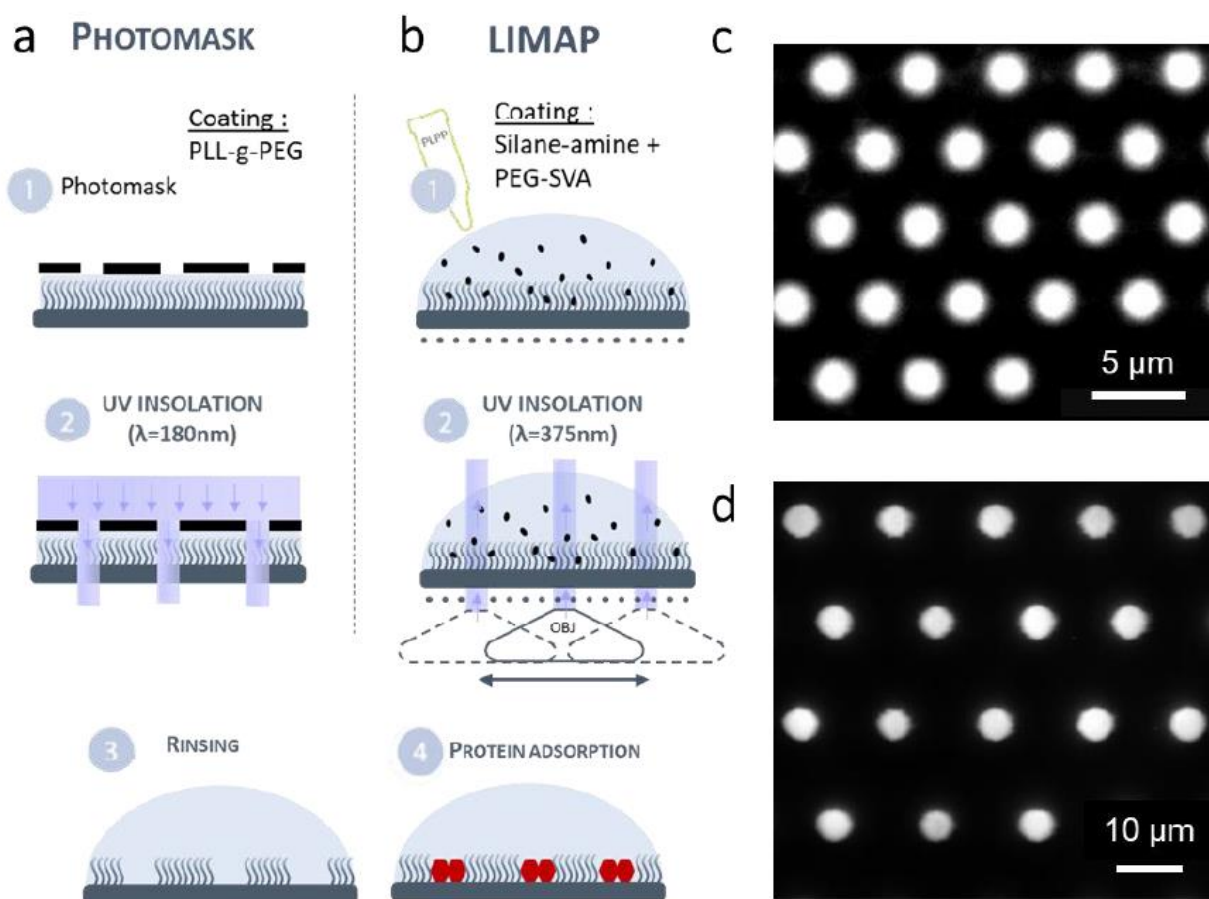 a
PHOTOMASK
Coating :
PLL-g-PEG
1
Photomask
2
UV INSOLATION
(λ=180nm)
b
LIMAP
PLPP
Coating :
Silane-amine +
PEG-SVA
1
2
UV INSOLATION
(λ=375nm)
OBJ
3
RINSING
4
PROTEIN ADSORPTION
c
5 µm
d
10 µm